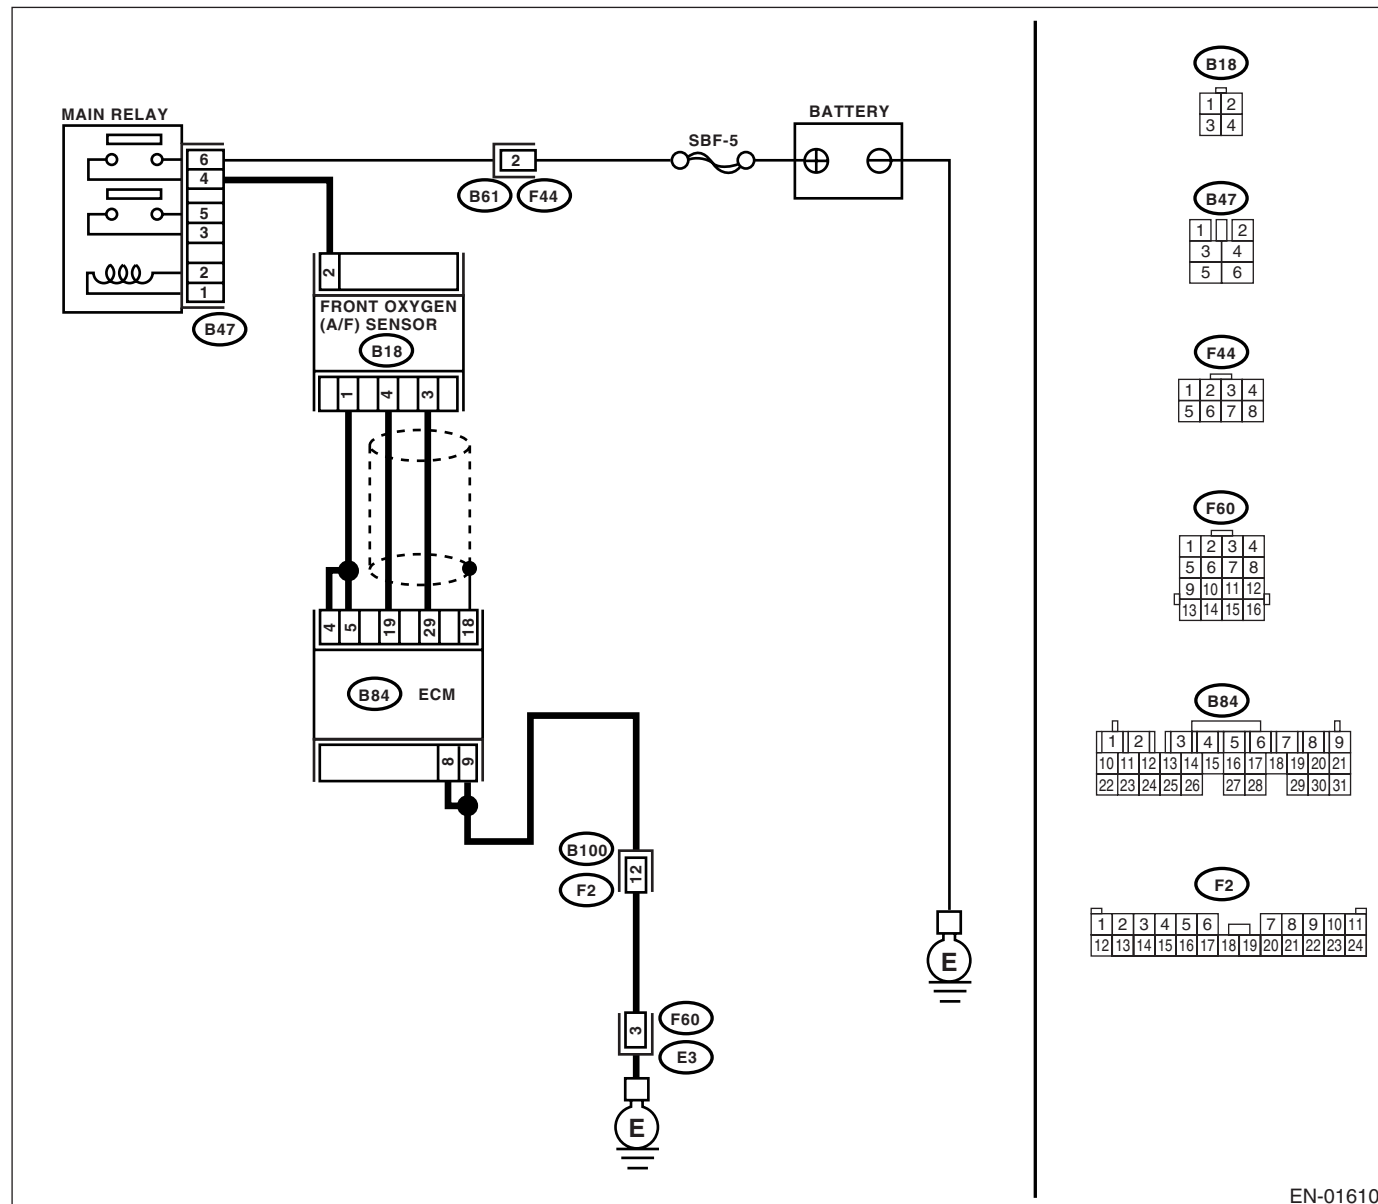 MAIN RELAY
6
4
5
3
2
1
B47
2
B61 F44
SBF-5
BATTERY
2
FRONT OXYGEN
(A/F) SENSOR
B18
1 4 3
4 5 19 29 18
B84 ECM
8 9
B100
12
F2
3
F60
E3
E
E
B18
1 2
3 4
B47
1 2
3 4
5 6
F44
1 2 3 4
5 6 7 8
F60
1 2 3 4
5 6 7 8
9 10 11 12
13 14 15 16
B84
1 2 3 4 5 6 7 8 9
10 11 12 13 14 15 16 17 18 19 20 21
22 23 24 25 26 27 28 29 30 31
F2
1 2 3 4 5 6 7 8 9 10 11
12 13 14 15 16 17 18 19 20 21 22 23 24
EN-01610